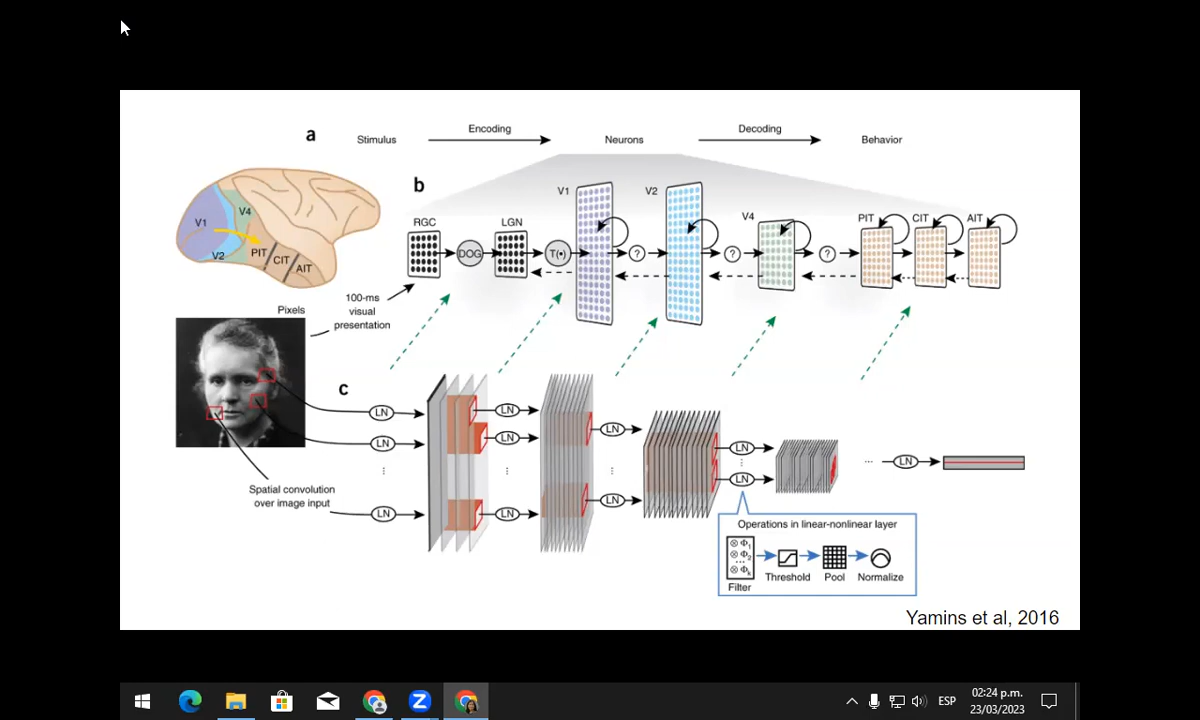 a
Stimulus
Encoding
Neurons
Decoding
Behavior
b
V1
V2
V4
PIT
CIT
AIT
RGC
DOG
LGN
T(•)
V1
?
V2
?
V4
?
PIT
CIT
AIT
100-ms
visual
presentation
Pixels
c
LN
LN
⋮
LN
Spatial convolution
over image input
LN
LN
⋮
LN
LN
⋮
LN
LN
⋮
LN
...
LN
Operations in linear-nonlinear layer
⊗ Φ1
⊗ Φ2
...
⊗ Φk
Filter
Threshold
Pool
Normalize
Yamins et al, 2016
ESP
02:24 p.m.
23/03/2023